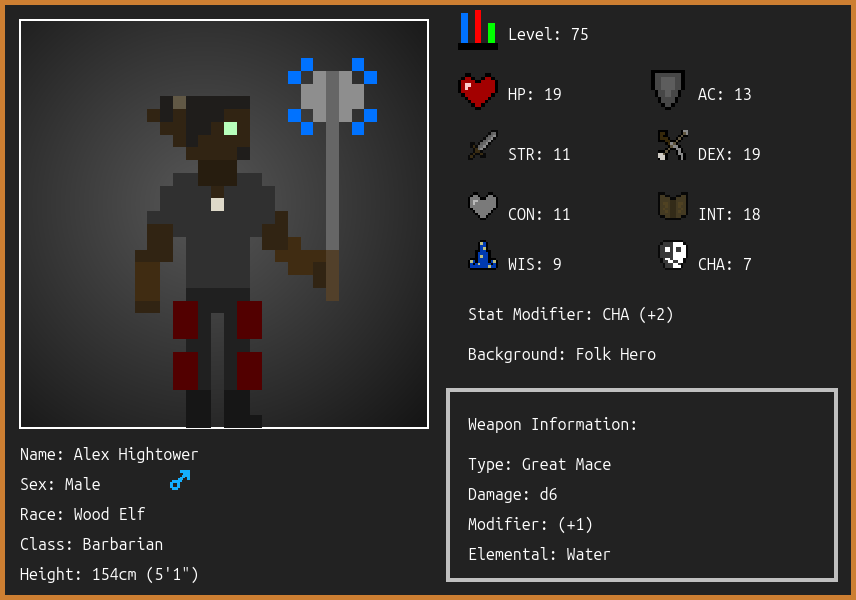 Level: 75
HP: 19
AC: 13
STR: 11
DEX: 19
CON: 11
INT: 18
WIS: 9
CHA: 7
Stat Modifier: CHA (+2)
Background: Folk Hero
Name: Alex Hightower
Sex: Male
Race: Wood Elf
Class: Barbarian
Height: 154cm (5'1")
Weapon Information:
Type: Great Mace
Damage: d6
Modifier: (+1)
Elemental: Water